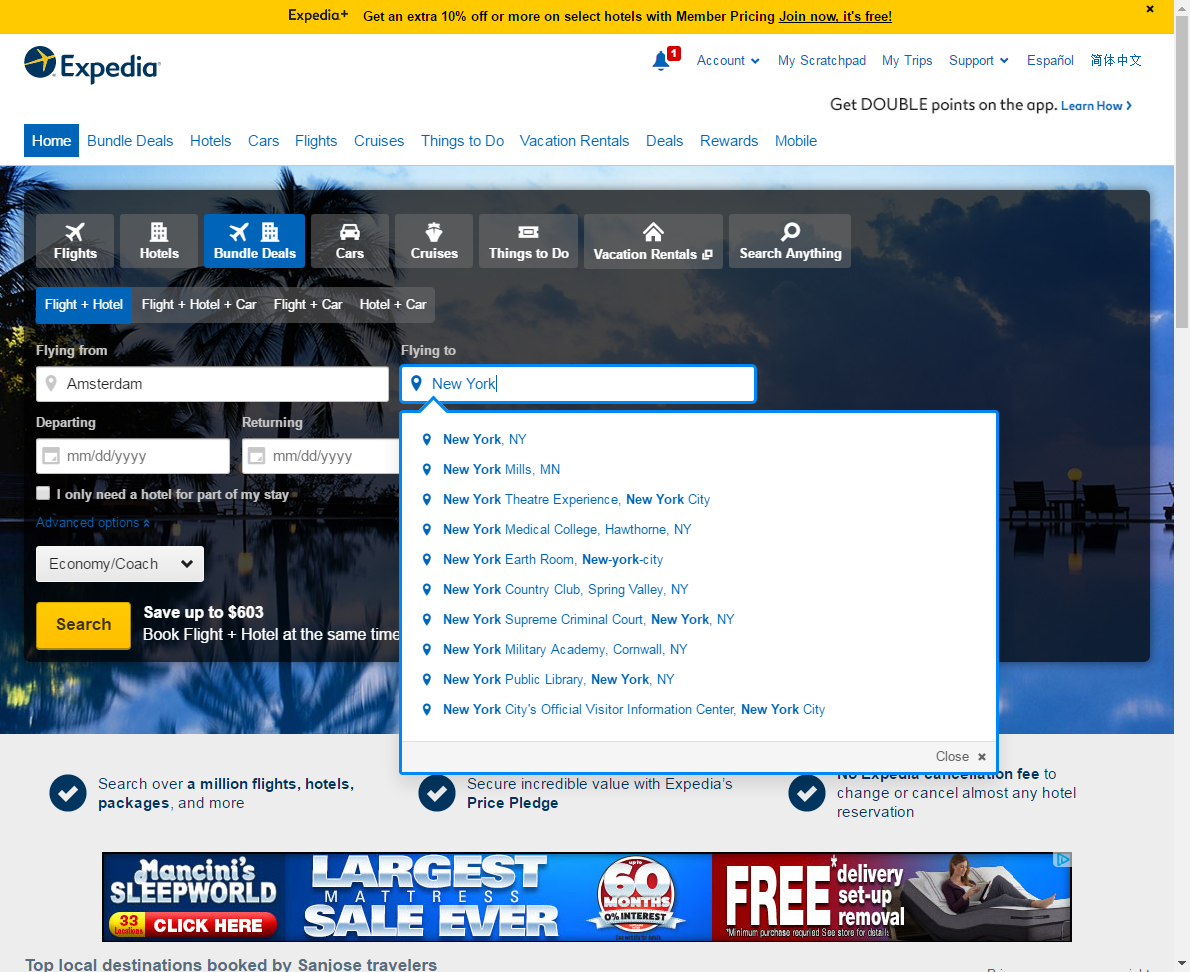 Expedia+ Get an extra 10% off or more on select hotels with Member Pricing Join now, it's free!
Expedia
1 Account My Scratchpad My Trips Support Español 简体中文
Get DOUBLE points on the app. Learn How
Home Bundle Deals Hotels Cars Flights Cruises Things to Do Vacation Rentals Deals Rewards Mobile
Flights Hotels Bundle Deals Cars Cruises Things to Do Vacation Rentals Search Anything
Flight + Hotel Flight + Hotel + Car Flight + Car Hotel + Car
Flying from Flying to
Amsterdam New York
Departing Returning
mm/dd/yyyy mm/dd/yyyy
I only need a hotel for part of my stay
Advanced options
Economy/Coach
Search
Save up to $603
Book Flight + Hotel at the same time
New York, NY
New York Mills, MN
New York Theatre Experience, New York City
New York Medical College, Hawthorne, NY
New York Earth Room, New-york-city
New York Country Club, Spring Valley, NY
New York Supreme Criminal Court, New York, NY
New York Military Academy, Cornwall, NY
New York Public Library, New York, NY
New York City's Official Visitor Information Center, New York City
Close
Search over a million flights, hotels,
packages, and more
Secure incredible value with Expedia's
Price Pledge
No Expedia cancellation fee to
change or cancel almost any hotel
reservation
Mancini's
SLEEPWORLD
33 Locations CLICK HERE
LARGEST
MATTRESS
SALE EVER
up to
60
MONTHS
0% INTEREST
See website for details
FREE* delivery
set-up
removal
*Minimum purchase required See store for details
Top local destinations booked by Sanjose travelers